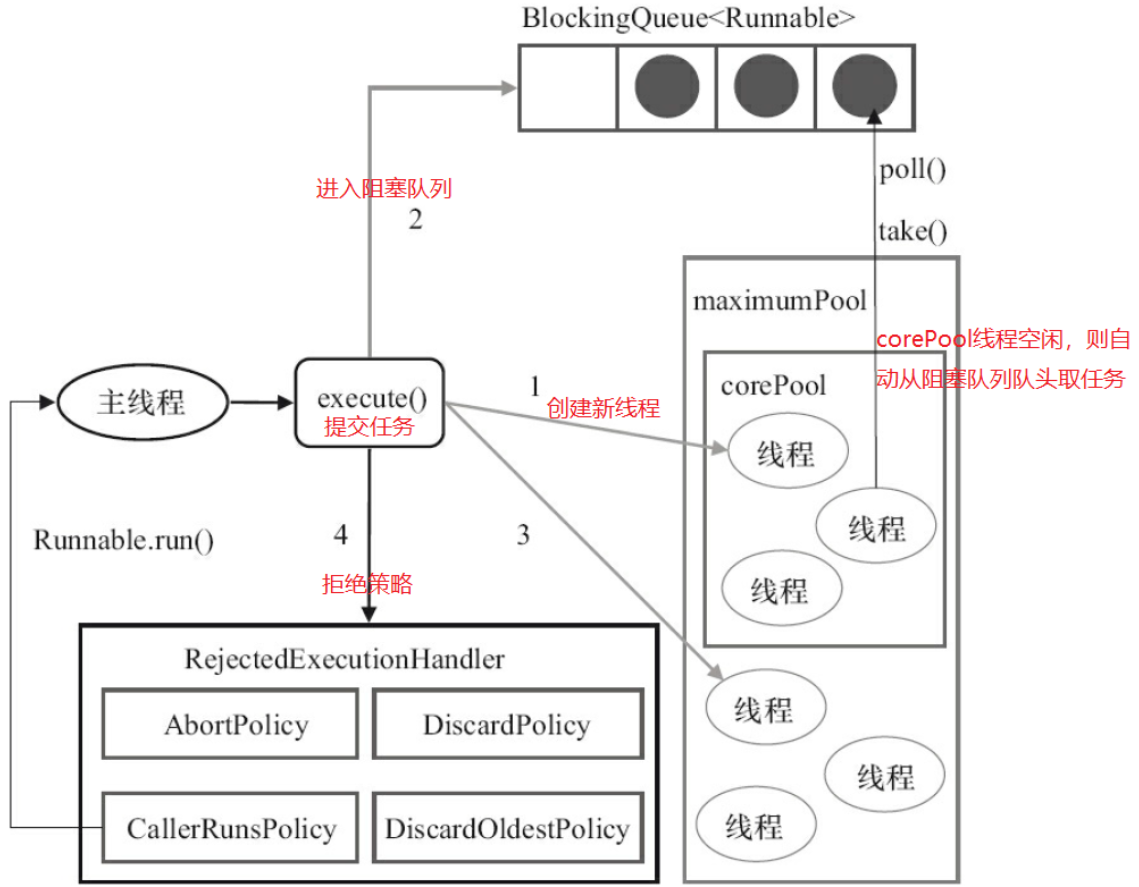 BlockingQueue<Runnable>
poll()
进入阻塞队列
2
take()
maximumPool
corePool线程空闲，则自
动从阻塞队列队头取任务
corePool
主线程
execute()
提交任务
1
创建新线程
线程
线程
线程
Runnable.run()
4
3
拒绝策略
RejectedExecutionHandler
AbortPolicy
DiscardPolicy
CallerRunsPolicy
DiscardOldestPolicy
线程
线程
线程